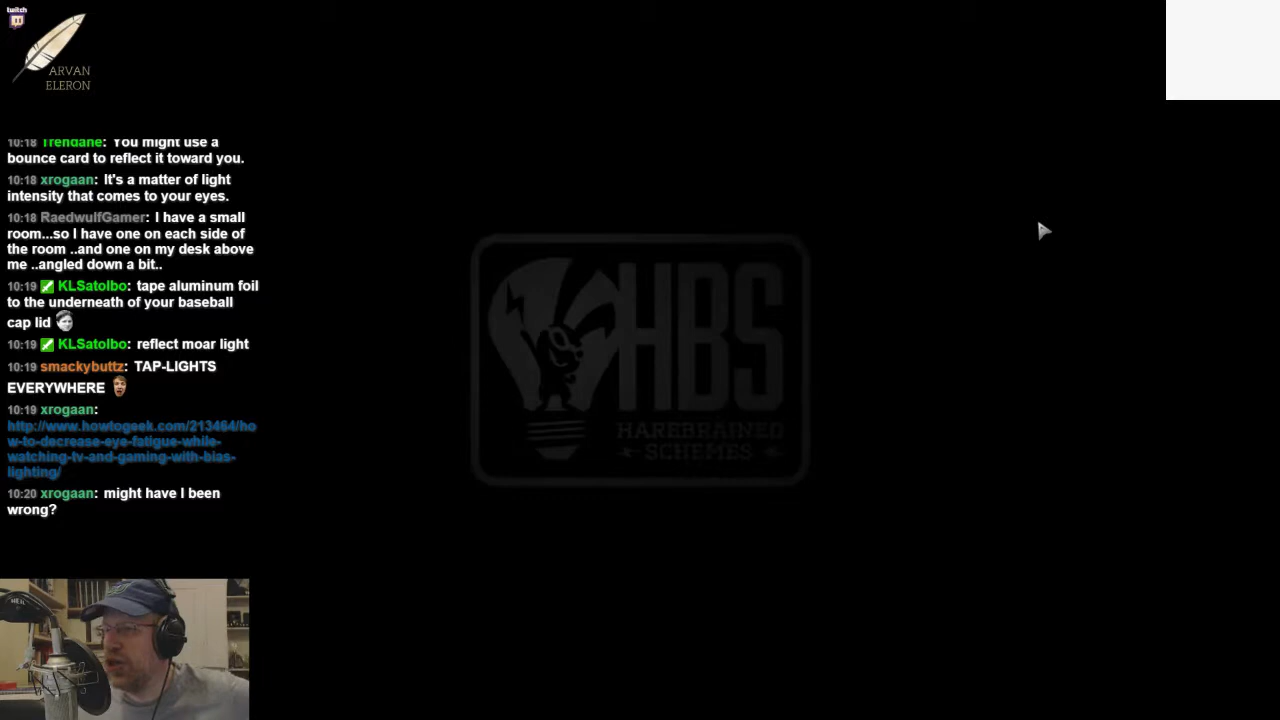 twitch
ARVAN
ELERON
10:18 Trendane: You might use a
bounce card to reflect it toward you.
10:18 xrogaan: It's a matter of light
intensity that comes to your eyes.
10:18 RaedwulfGamer: I have a small
room...so I have one on each side of
the room ..and one on my desk above
me ..angled down a bit..
10:19 KLSatolbo: tape aluminum foil
to the underneath of your baseball
cap lid
10:19 KLSatolbo: reflect moar light
10:19 smackybuttz: TAP-LIGHTS
EVERYWHERE
10:19 xrogaan:
http://www.howtogeek.com/213464/ho
w-to-decrease-eye-fatigue-while-
watching-tv-and-gaming-with-bias-
lighting/
10:20 xrogaan: might have I been
wrong?
HBS
HAREBRAINED
SCHEMES
HEIL